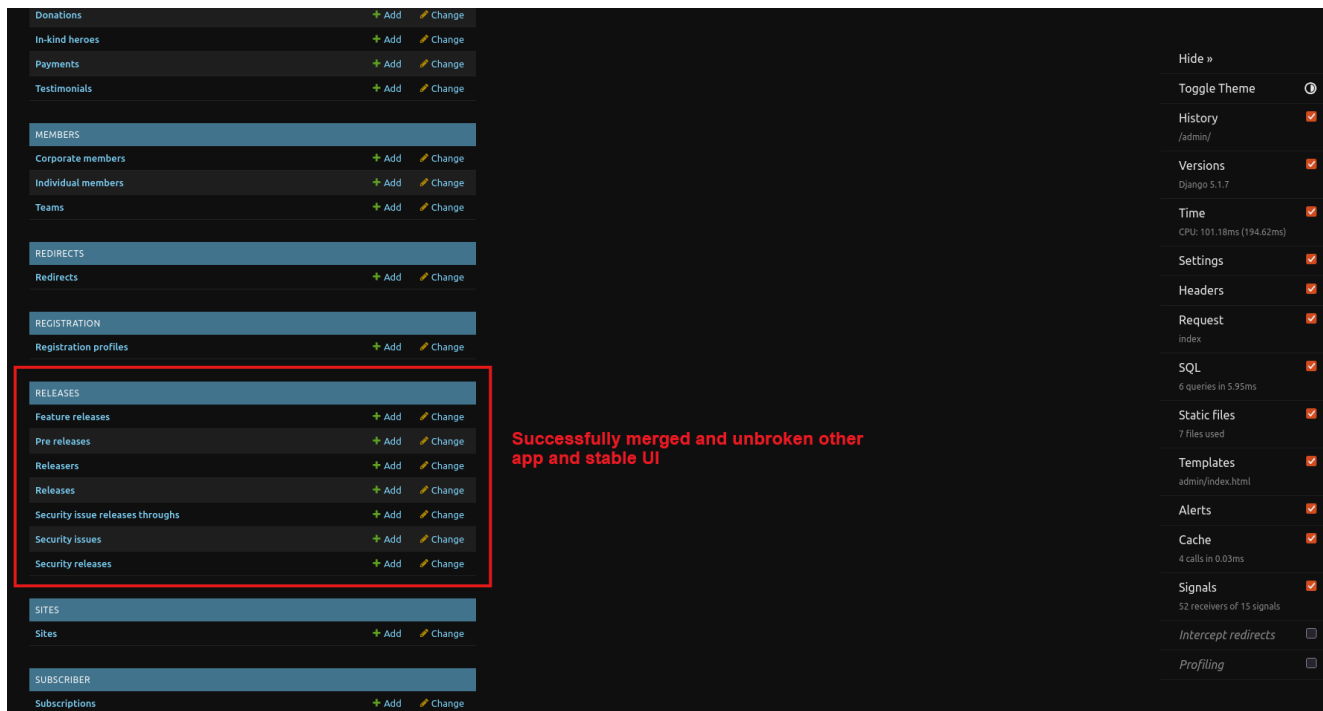 Donations + Add Change
In-kind heroes + Add Change
Payments + Add Change
Testimonials + Add Change
MEMBERS
Corporate members + Add Change
Individual members + Add Change
Teams + Add Change
REDIRECTS
Redirects + Add Change
REGISTRATION
Registration profiles + Add Change
RELEASES
Feature releases + Add Change
Pre releases + Add Change
Releasers + Add Change
Releases + Add Change
Security issue releases throughs + Add Change
Security issues + Add Change
Security releases + Add Change
SITES
Sites + Add Change
SUBSCRIBER
Subscriptions + Add Change
Successfully merged and unbroken other
app and stable UI
Hide »
Toggle Theme
History
/admin/
Versions
Django 5.1.7
Time
CPU: 101.18ms (194.62ms)
Settings
Headers
Request
index
SQL
6 queries in 5.95ms
Static files
7 files used
Templates
admin/index.html
Alerts
Cache
4 calls in 0.03ms
Signals
52 receivers of 15 signals
Intercept redirects
Profiling